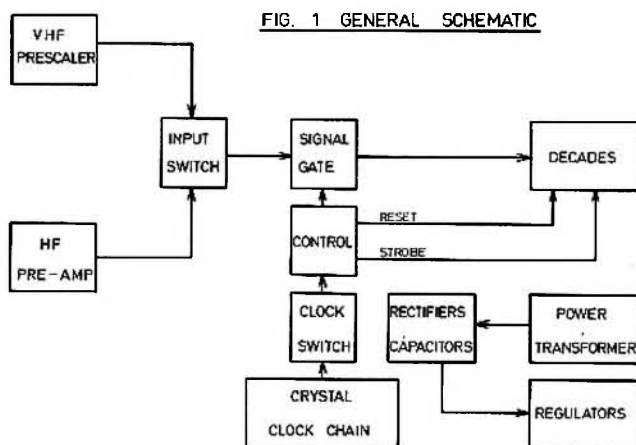 FIG. 1 GENERAL SCHEMATIC
VHF
PRESCALER
INPUT
SWITCH
SIGNAL
GATE
DECADES
HF
PRE-AMP
CONTROL
RESET
STROBE
CLOCK
SWITCH
RECTIFIERS
CAPACITORS
POWER
TRANSFORMER
CRYSTAL
CLOCK CHAIN
REGULATORS